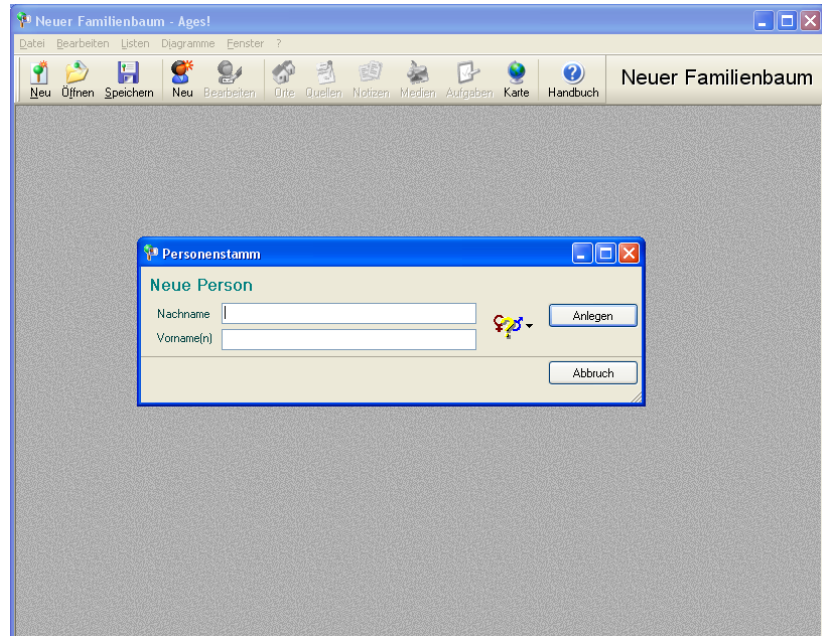 Neuer Familienbaum - Ages!
Datei Bearbeiten Listen Diagramme Fenster ?
Neu Öffnen Speichern Neu Bearbeiten Orte Quellen Notizen Medien Aufgaben Karte Handbuch Neuer Familienbaum
Personenstamm
Neue Person
Nachname
Anlegen
Vorname(n)
Abbruch